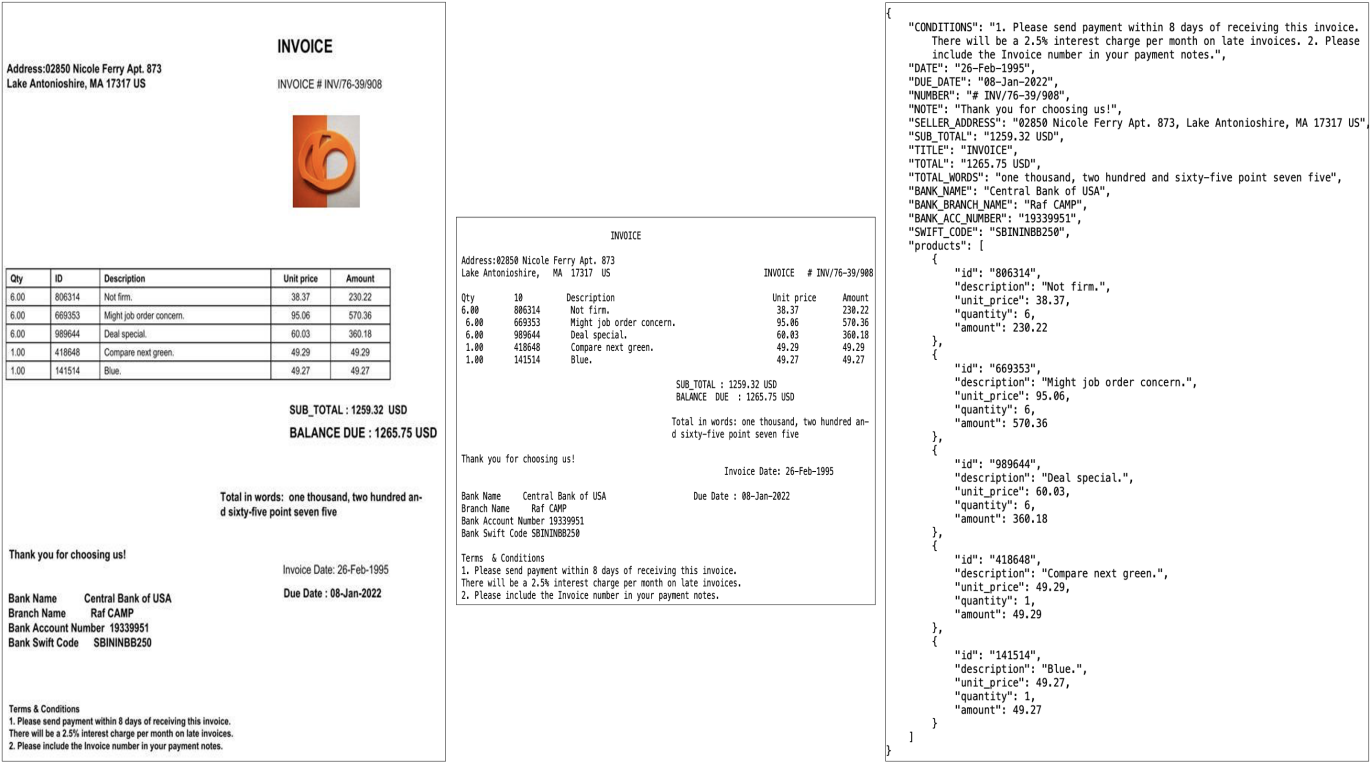 INVOICE
Address:02850 Nicole Ferry Apt. 873
Lake Antonioshire, MA 17317 US
INVOICE # INV/76-39/908
Qty ID Description Unit price Amount
6.00 806314 Not firm. 38.37 230.22
6.00 669353 Might job order concern. 95.06 570.36
6.00 989644 Deal special. 60.03 360.18
1.00 418648 Compare next green. 49.29 49.29
1.00 141514 Blue. 49.27 49.27
SUB_TOTAL : 1259.32 USD
BALANCE DUE : 1265.75 USD
Total in words: one thousand, two hundred an-
d sixty-five point seven five
Thank you for choosing us!
Invoice Date: 26-Feb-1995
Bank Name Central Bank of USA
Due Date : 08-Jan-2022
Branch Name Raf CAMP
Bank Account Number 19339951
Bank Swift Code SBININBB250
Terms & Conditions
1. Please send payment within 8 days of receiving this invoice.
There will be a 2.5% interest charge per month on late invoices.
2. Please include the Invoice number in your payment notes.
INVOICE
Address:02850 Nicole Ferry Apt. 873
Lake Antonioshire, MA 17317 US INVOICE # INV/76-39/908
Qty 10 Description Unit price Amount
6.00 806314 Not firm. 38.37 230.22
6.00 669353 Might job order concern. 95.06 570.36
6.00 989644 Deal special. 60.03 360.18
1.00 418648 Compare next green. 49.29 49.29
1.00 141514 Blue. 49.27 49.27
SUB_TOTAL : 1259.32 USD
BALANCE DUE : 1265.75 USD
Total in words: one thousand, two hundred an-
d sixty-five point seven five
Thank you for choosing us!
Invoice Date: 26-Feb-1995
Bank Name Central Bank of USA Due Date : 08-Jan-2022
Branch Name Raf CAMP
Bank Account Number 19339951
Bank Swift Code SBININBB250
Terms & Conditions
1. Please send payment within 8 days of receiving this invoice.
There will be a 2.5% interest charge per month on late invoices.
2. Please include the Invoice number in your payment notes.
{
"CONDITIONS": "1. Please send payment within 8 days of receiving this invoice.
There will be a 2.5% interest charge per month on late invoices. 2. Please
include the Invoice number in your payment notes.",
"DATE": "26-Feb-1995",
"DUE_DATE": "08-Jan-2022",
"NUMBER": "# INV/76-39/908",
"NOTE": "Thank you for choosing us!",
"SELLER_ADDRESS": "02850 Nicole Ferry Apt. 873, Lake Antonioshire, MA 17317 US",
"SUB_TOTAL": "1259.32 USD",
"TITLE": "INVOICE",
"TOTAL": "1265.75 USD",
"TOTAL_WORDS": "one thousand, two hundred and sixty-five point seven five",
"BANK_NAME": "Central Bank of USA",
"BANK_BRANCH_NAME": "Raf CAMP",
"BANK_ACC_NUMBER": "19339951",
"SWIFT_CODE": "SBININBB250",
"products": [
{
"id": "806314",
"description": "Not firm.",
"unit_price": 38.37,
"quantity": 6,
"amount": 230.22
},
{
"id": "669353",
"description": "Might job order concern.",
"unit_price": 95.06,
"quantity": 6,
"amount": 570.36
},
{
"id": "989644",
"description": "Deal special.",
"unit_price": 60.03,
"quantity": 6,
"amount": 360.18
},
{
"id": "418648",
"description": "Compare next green.",
"unit_price": 49.29,
"quantity": 1,
"amount": 49.29
},
{
"id": "141514",
"description": "Blue.",
"unit_price": 49.27,
"quantity": 1,
"amount": 49.27
}
]
}